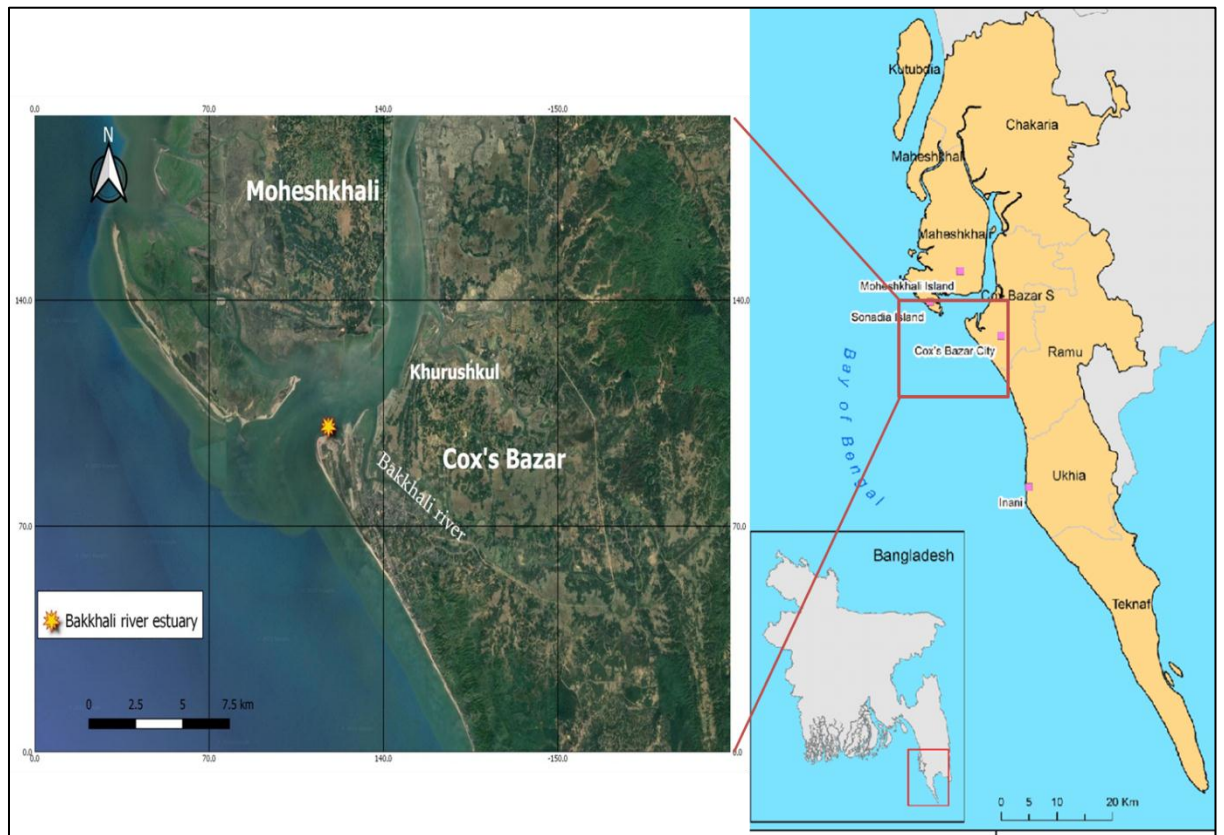 0.0
70.0
140.0
-150.0
N
Moheshkhali
140.0
140.0
Khurushkul
Cox's Bazar
Bakkhali river
70.0
70.0
Bakkhali river estuary
0
2.5
5
7.5 km
0.0
0.0
0.0
70.0
140.0
-150.0
Kutubdia
Chakaria
Maheshkhali
Maheshkhali
Moheshkhali Island
Cox Bazar S
Sonadia Island
Cox's Bazar City
Ramu
Bay of Bengal
Ukhia
Inani
Bangladesh
Teknaf
0 5 10 20 Km